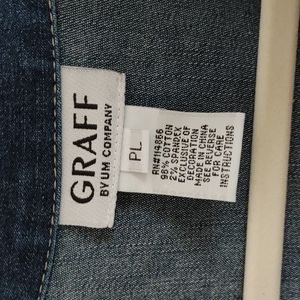 GRAFF
BY UM COMPANY
PL
RN#114866
98% COTTON
2% SPANDEX
EXCLUSIVE OF
DECORATION
MADE IN CHINA
SEE REVERSE
FOR CARE
INSTRUCTIONS